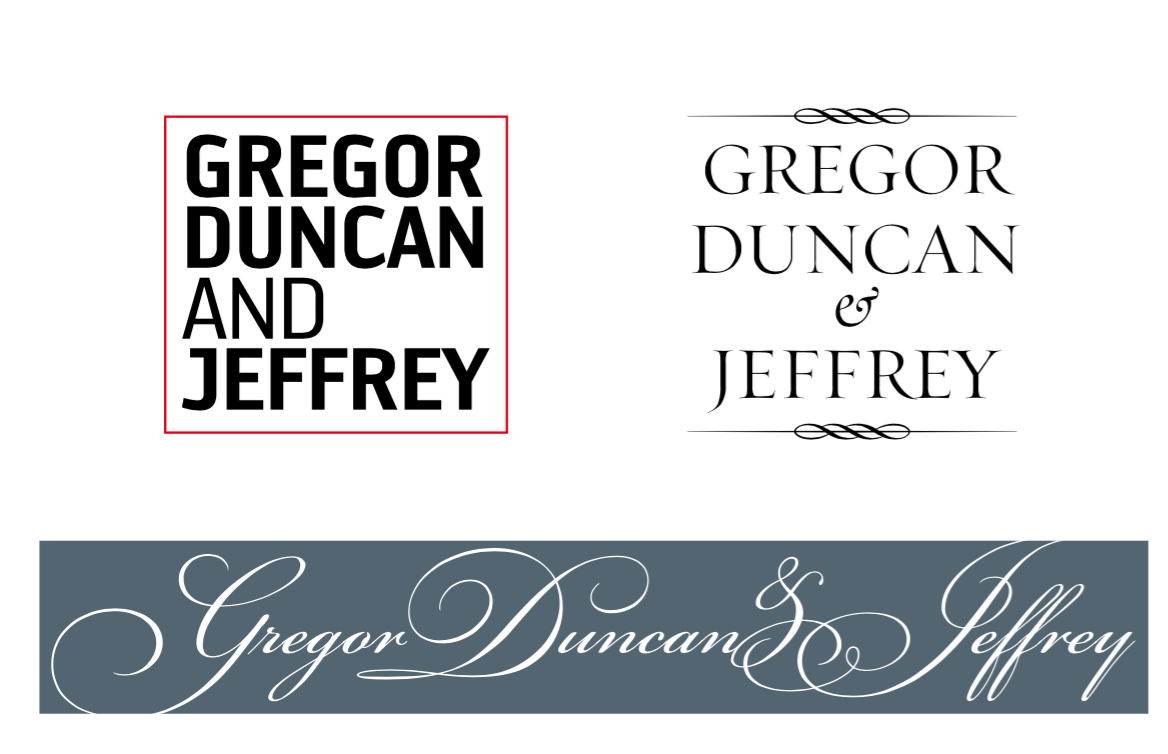 GREGOR
DUNCAN
AND
JEFFREY
GREGOR
DUNCAN
&
JEFFREY
Gregor Duncan & Jeffrey